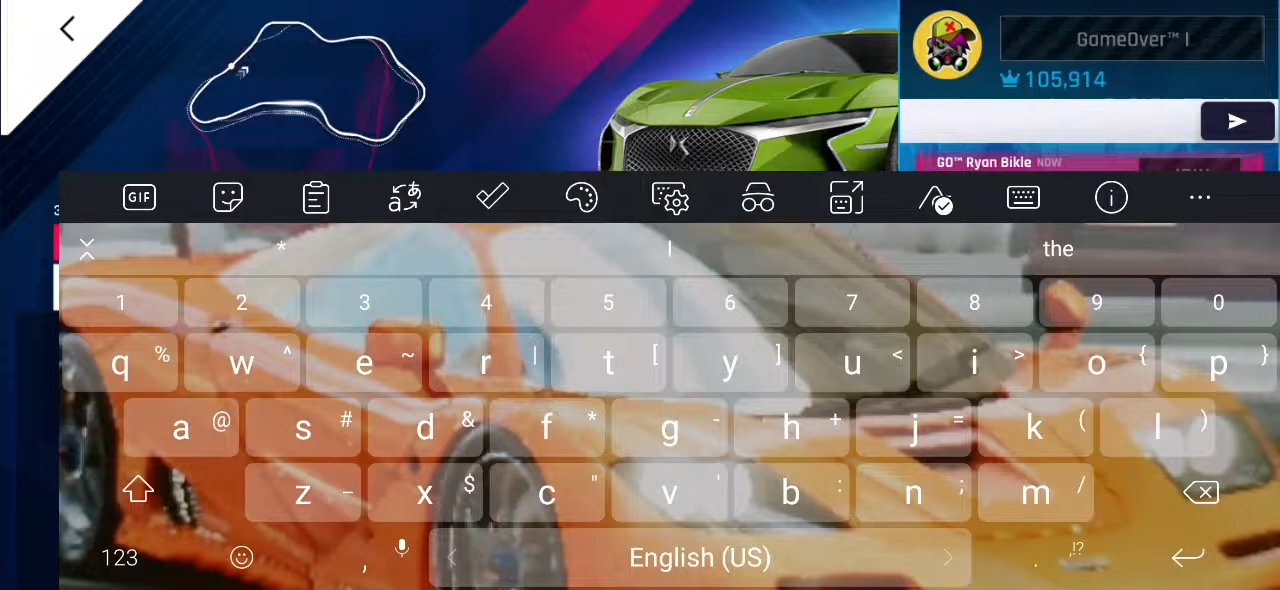 GameOver™ |
105,914
GO™ Ryan Bikle NOW
GIF
* I the
1 2 3 4 5 6 7 8 9 0
q % w ^ e ~ r | t [ y ] u < i > o { p }
a @ s # d & f * g - h + j = k ( l )
z _ x $ c " v ' b : n ; m /
123 , English (US) . ,!?